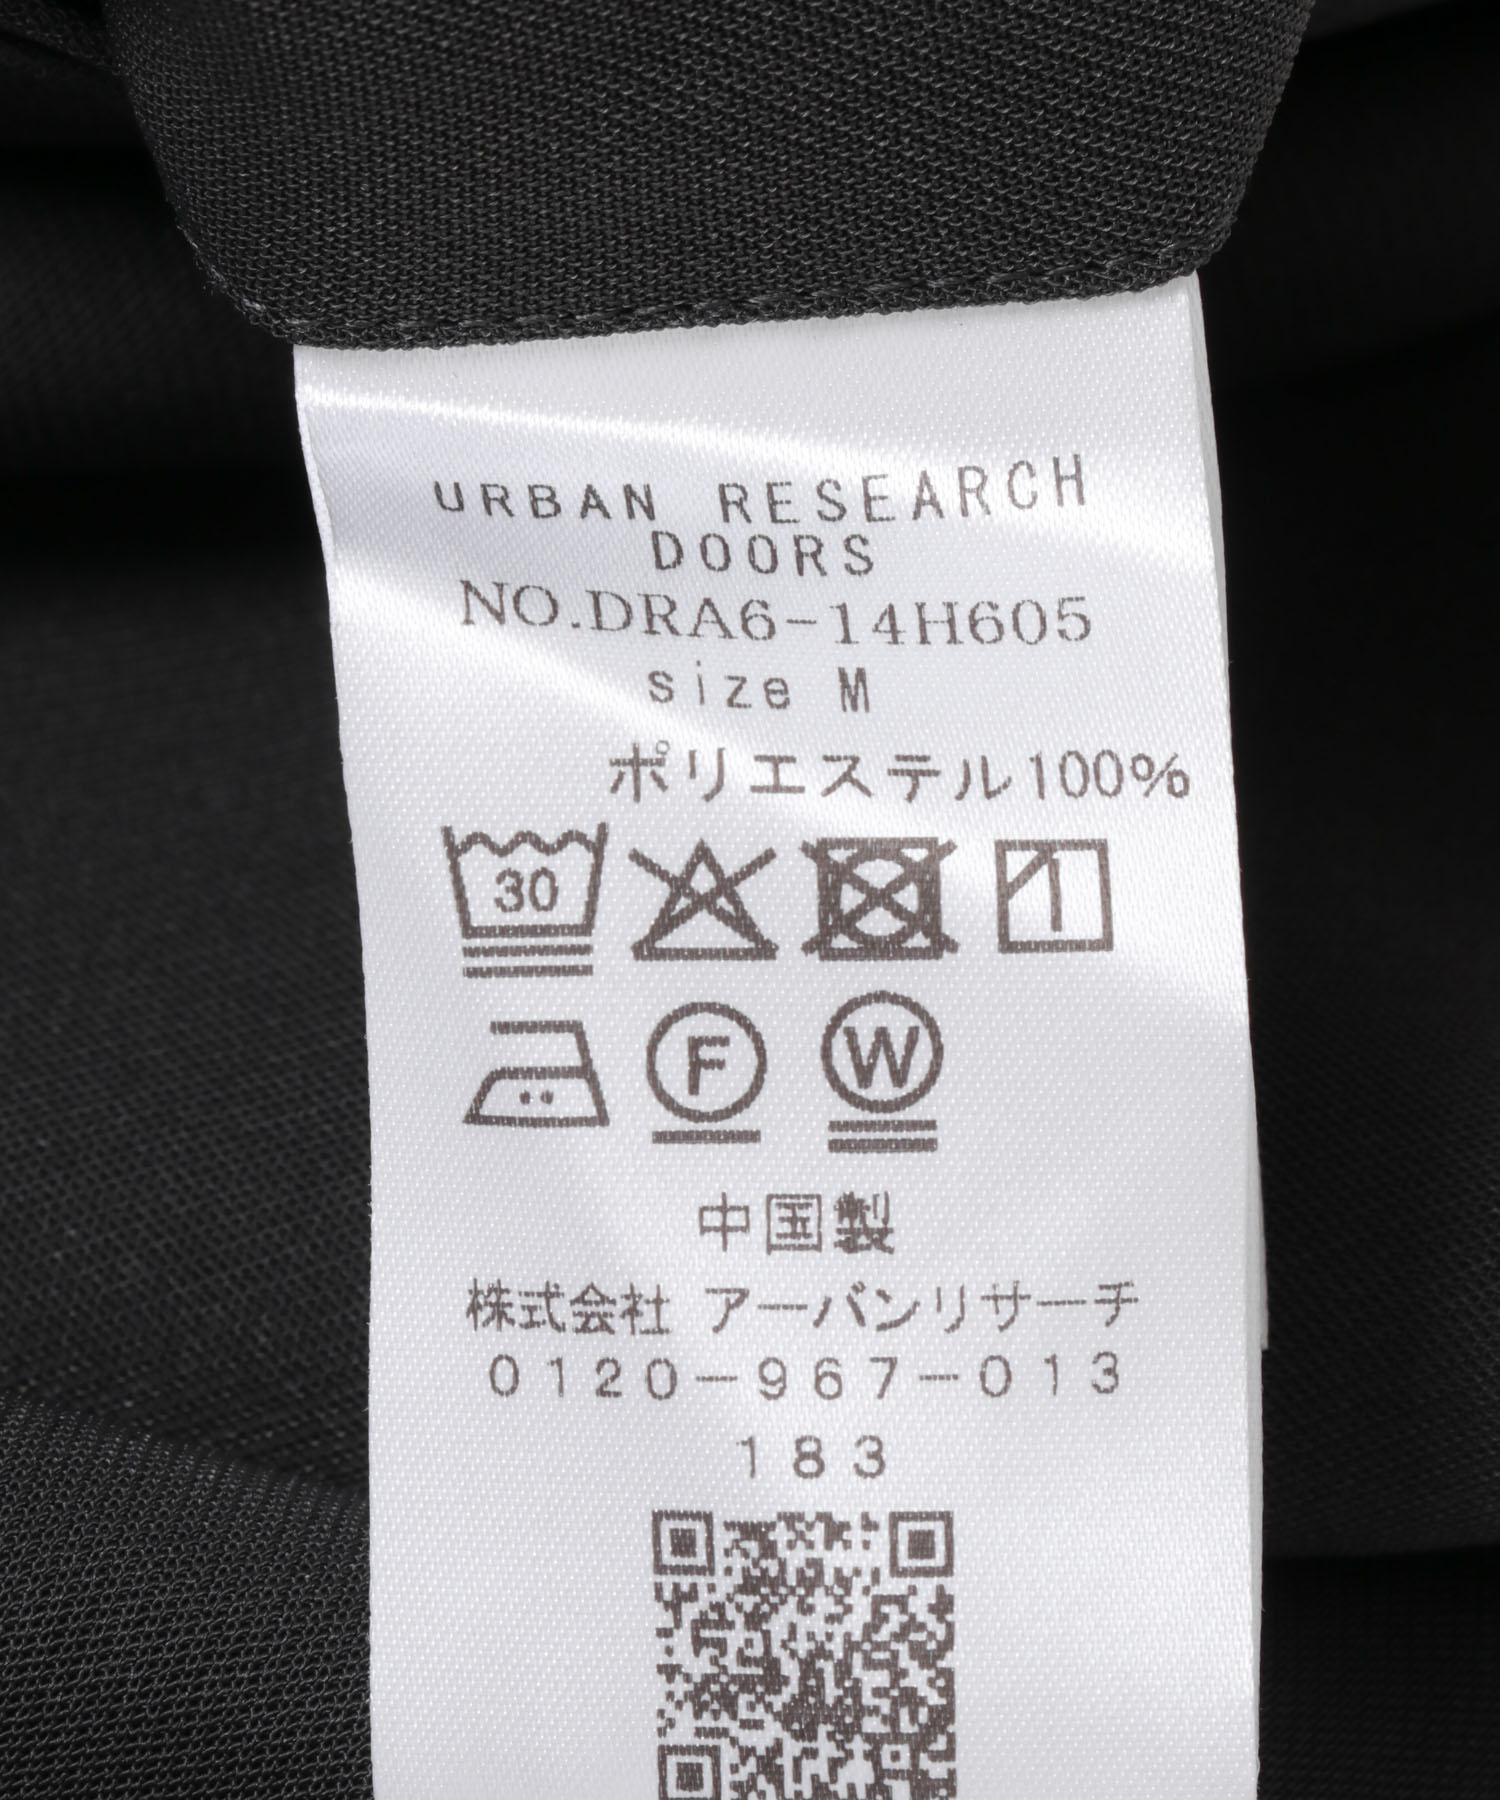 URBAN RESEARCH
DOORS
NO.DRA6-14H605
size M
ポリエステル100%
30
F W
中国製
株式会社 アーバンリサーチ
0120-967-013
183